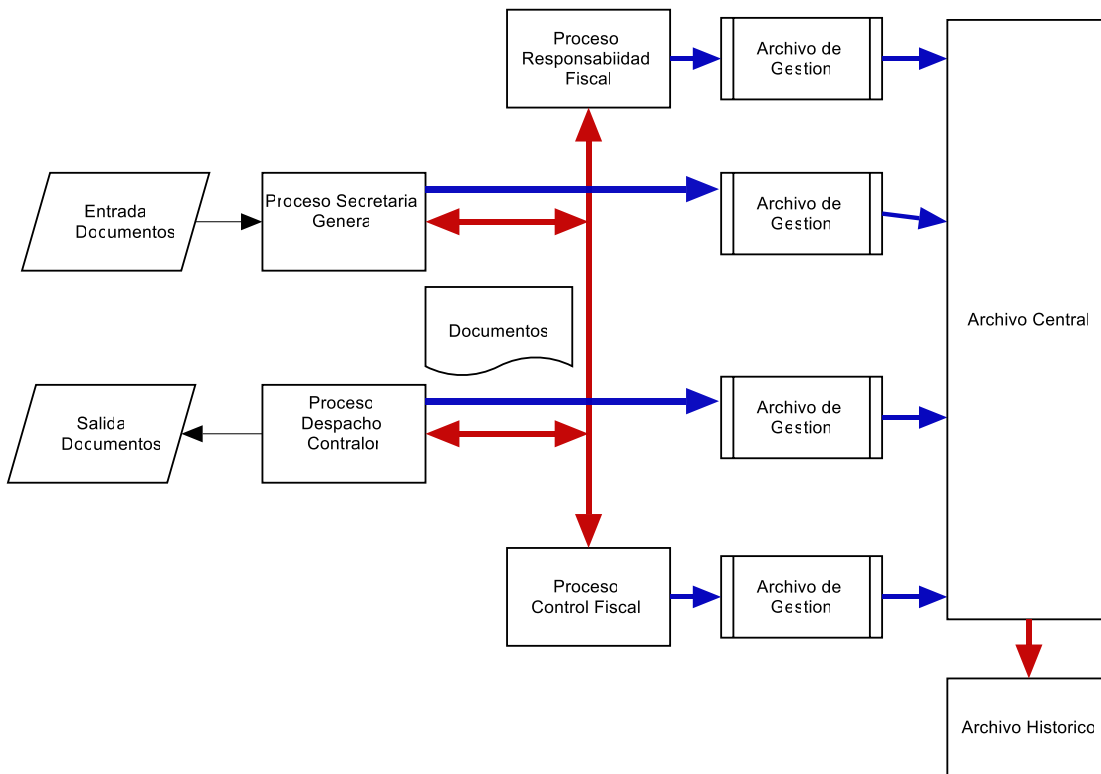 Proceso
Responsabiidad
Fiscal
Archivo de
Gestion
Entrada
Documentos
Proceso Secretaria
Genera
Archivo de
Gestion
Documentos
Archivo Central
Salida
Documentos
Proceso
Despacho
Contralor
Archivo de
Gestion
Proceso
Control Fiscal
Archivo de
Gestion
Archivo Historico